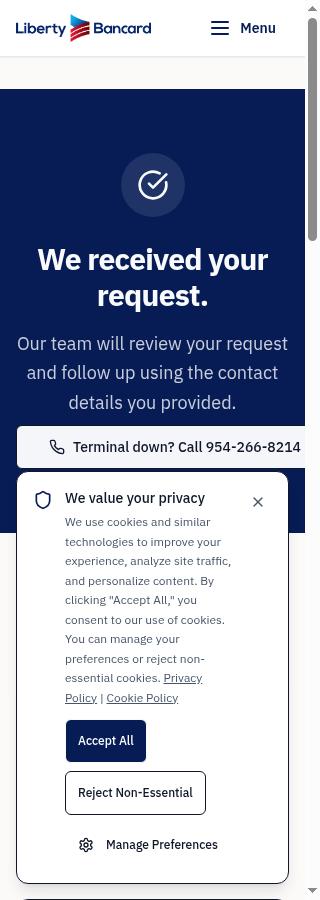 Liberty Bancard
Menu
We received your
request.
Our team will review your request
and follow up using the contact
details you provided.
Terminal down? Call 954-266-8214
We value your privacy
We use cookies and similar
technologies to improve your
experience, analyze site traffic,
and personalize content. By
clicking "Accept All," you
consent to our use of cookies.
You can manage your
preferences or reject non-
essential cookies. Privacy
Policy | Cookie Policy
Accept All
Reject Non-Essential
Manage Preferences